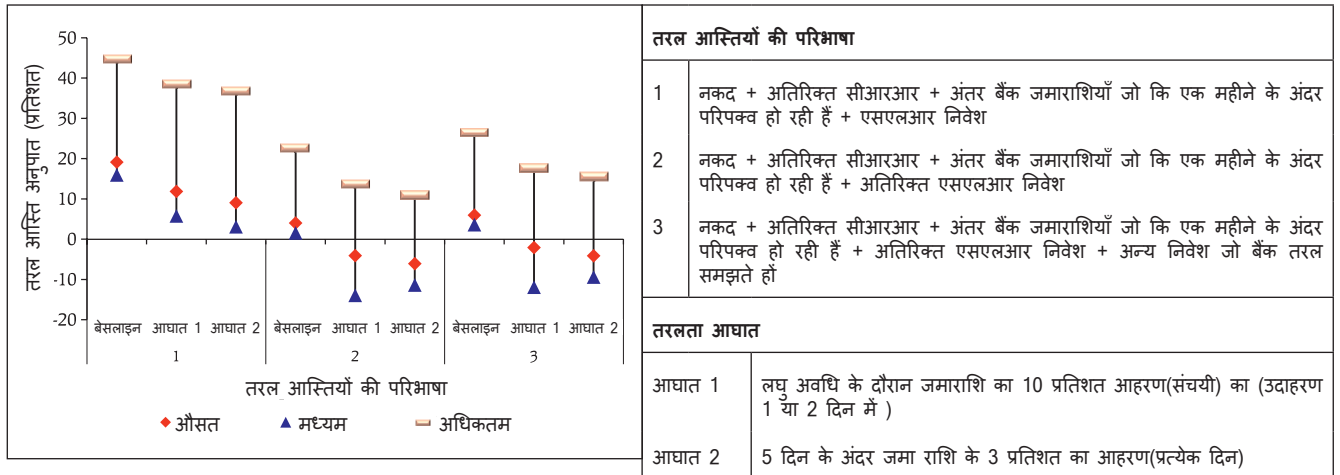 तरल आस्ति अनुपात (प्रतिशत)
50
40
30
20
10
0
-10
-20
बेसलाइन आघात 1 आघात 2 बेसलाइन आघात 1 आघात 2 बेसलाइन आघात 1 आघात 2
1 2 3
तरल आस्तियों की परिभाषा
औसत मध्यम अधिकतम
तरल आस्तियों की परिभाषा
1 नकद + अतिरिक्त सीआरआर + अंतर बैंक जमाराशियाँ जो कि एक महीने के अंदर
परिपक्व हो रही हैं + एसएलआर निवेश
2 नकद + अतिरिक्त सीआरआर + अंतर बैंक जमाराशियाँ जो कि एक महीने के अंदर
परिपक्व हो रही हैं + अतिरिक्त एसएलआर निवेश
3 नकद + अतिरिक्त सीआरआर + अंतर बैंक जमाराशियाँ जो कि एक महीने के अंदर
परिपक्व हो रही हैं + अतिरिक्त एसएलआर निवेश + अन्य निवेश जो बैंक तरल
समझते हों
तरलता आघात
आघात 1 लघु अवधि के दौरान जमाराशि का 10 प्रतिशत आहरण(संचयी) का (उदाहरण
1 या 2 दिन में )
आघात 2 5 दिन के अंदर जमा राशि के 3 प्रतिशत का आहरण(प्रत्येक दिन)